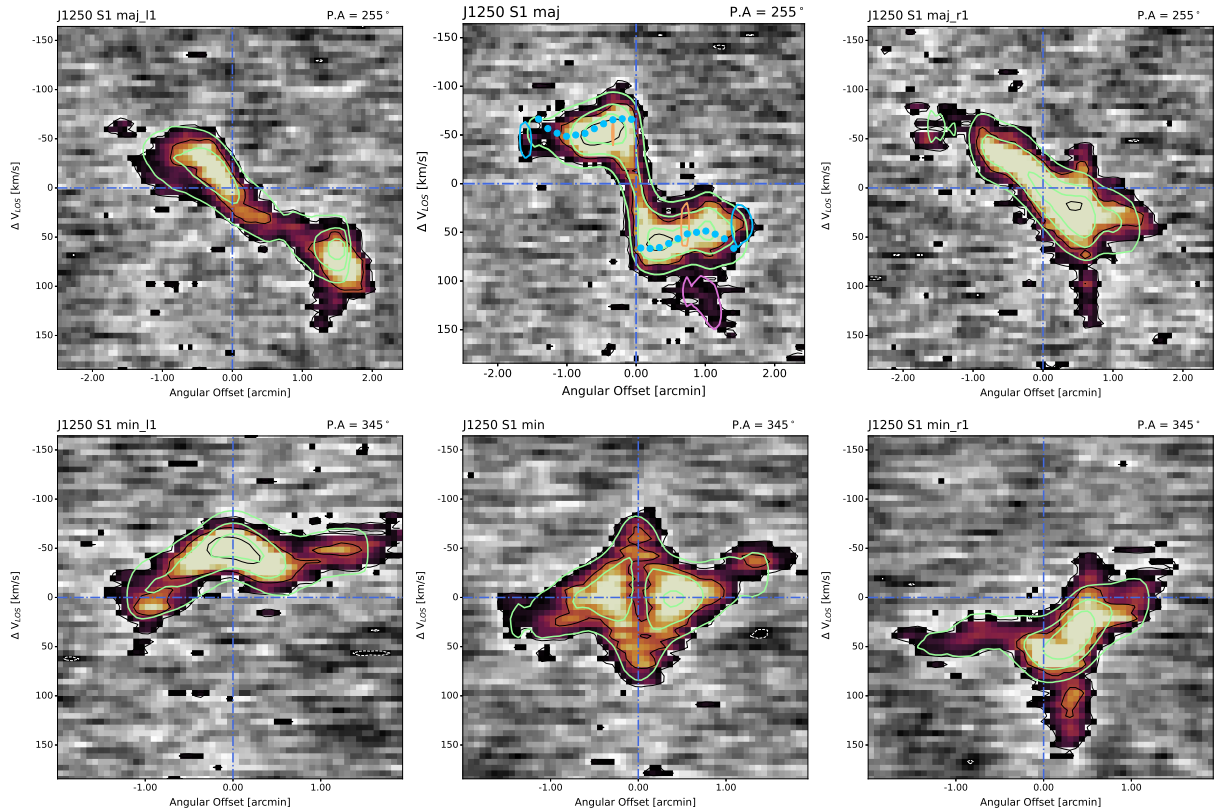 J1250 S1 maj_l1 P.A = 255°
-150
-100
-50
0
50
100
150
Δ V_LOS [km/s]
-2.00 -1.00 0.00 1.00 2.00
Angular Offset [arcmin]
J1250 S1 maj P.A = 255°
-150
-100
-50
0
50
100
150
Δ V_LOS [km/s]
-2.00 -1.00 0.00 1.00 2.00
Angular Offset [arcmin]
J1250 S1 maj_r1 P.A = 255°
-150
-100
-50
0
50
100
150
Δ V_LOS [km/s]
-2.00 -1.00 0.00 1.00 2.00
Angular Offset [arcmin]
J1250 S1 min_l1 P.A = 345°
-150
-100
-50
0
50
100
150
Δ V_LOS [km/s]
-1.00 0.00 1.00
Angular Offset [arcmin]
J1250 S1 min P.A = 345°
-150
-100
-50
0
50
100
150
Δ V_LOS [km/s]
-1.00 0.00 1.00
Angular Offset [arcmin]
J1250 S1 min_r1 P.A = 345°
-150
-100
-50
0
50
100
150
Δ V_LOS [km/s]
-1.00 0.00 1.00
Angular Offset [arcmin]